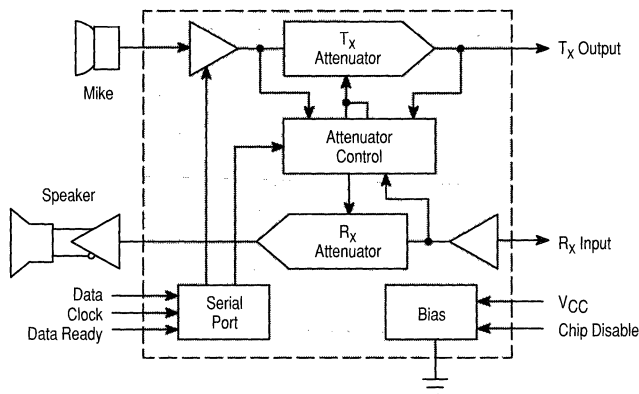 Mike
Tx
Attenuator
Tx Output
Attenuator
Control
Speaker
Rx
Attenuator
Rx Input
Data
Clock
Data Ready
Serial
Port
Bias
VCC
Chip Disable